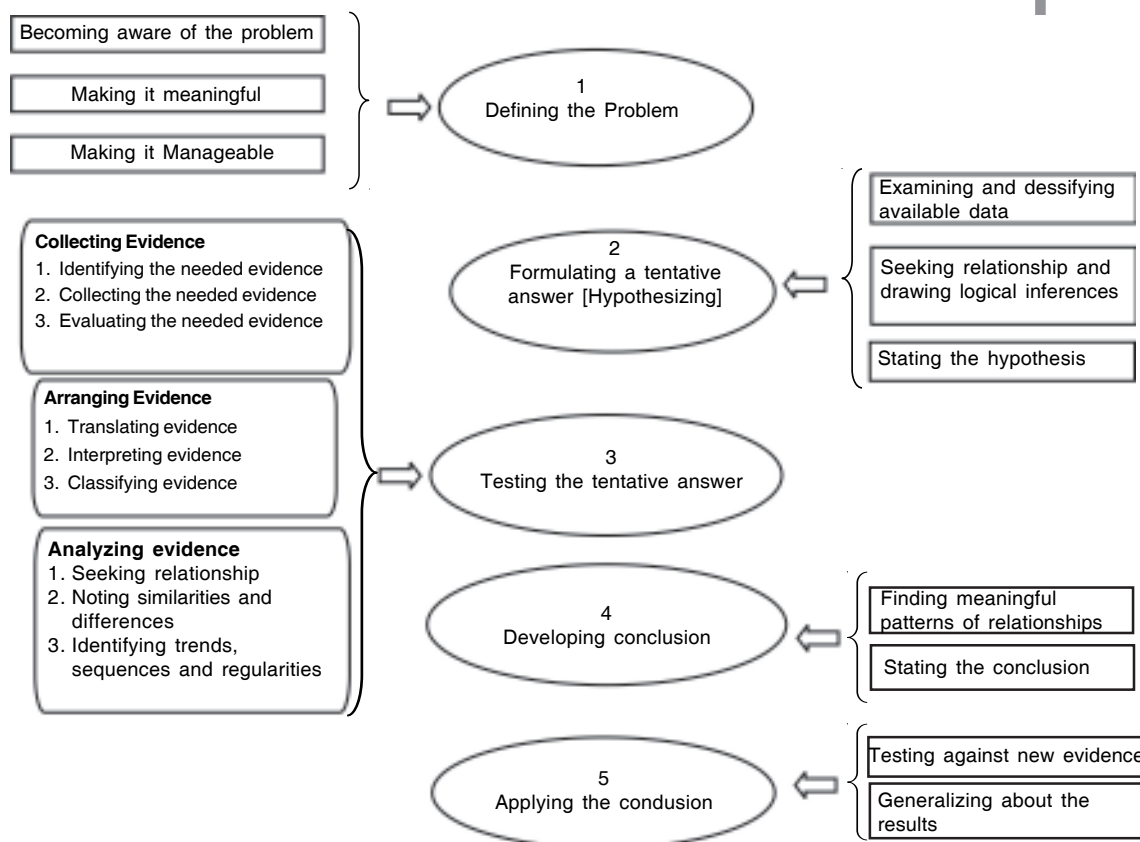 Becoming aware of the problem
Making it meaningful
Making it Manageable
1
Defining the Problem
Examining and dessifying
available data
Seeking relationship and
drawing logical inferences
Stating the hypothesis
2
Formulating a tentative
answer [Hypothesizing]
Collecting Evidence
1. Identifying the needed evidence
2. Collecting the needed evidence
3. Evaluating the needed evidence
Arranging Evidence
1. Translating evidence
2. Interpreting evidence
3. Classifying evidence
Analyzing evidence
1. Seeking relationship
2. Noting similarities and
differences
3. Identifying trends,
sequences and regularities
3
Testing the tentative answer
4
Developing conclusion
Finding meaningful
patterns of relationships
Stating the conclusion
5
Applying the condusion
Testing against new evidence
Generalizing about the
results